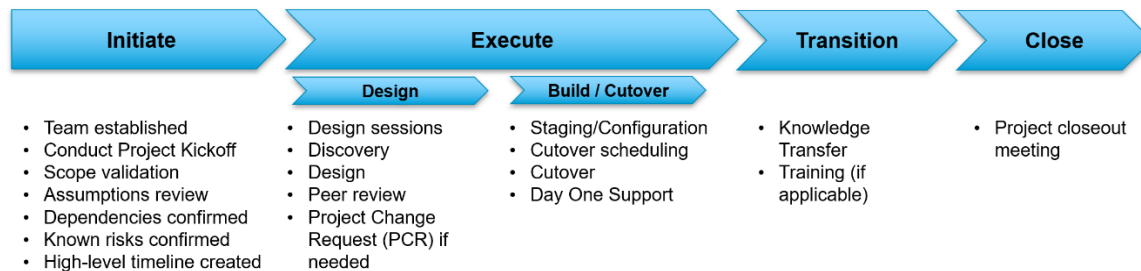 Initiate
Execute
Transition
Close
Design
Build / Cutover
• Team established
• Conduct Project Kickoff
• Scope validation
• Assumptions review
• Dependencies confirmed
• Known risks confirmed
• High-level timeline created
• Design sessions
• Discovery
• Design
• Peer review
• Project Change
Request (PCR) if
needed
• Staging/Configuration
• Cutover scheduling
• Cutover
• Day One Support
• Knowledge
Transfer
• Training (if
applicable)
• Project closeout
meeting